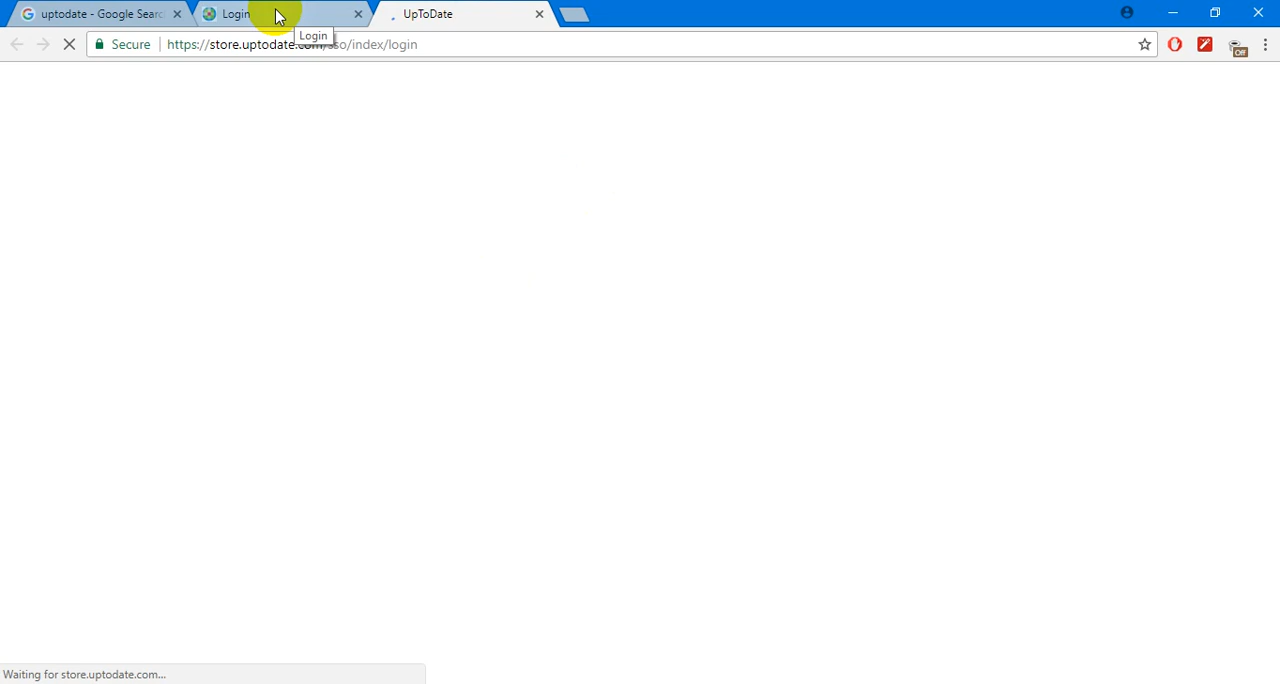 uptodate - Google Searc
Login
UpToDate
Login
Secure
https://store.uptodate.com/sso/index/login
Off
Waiting for store.uptodate.com...